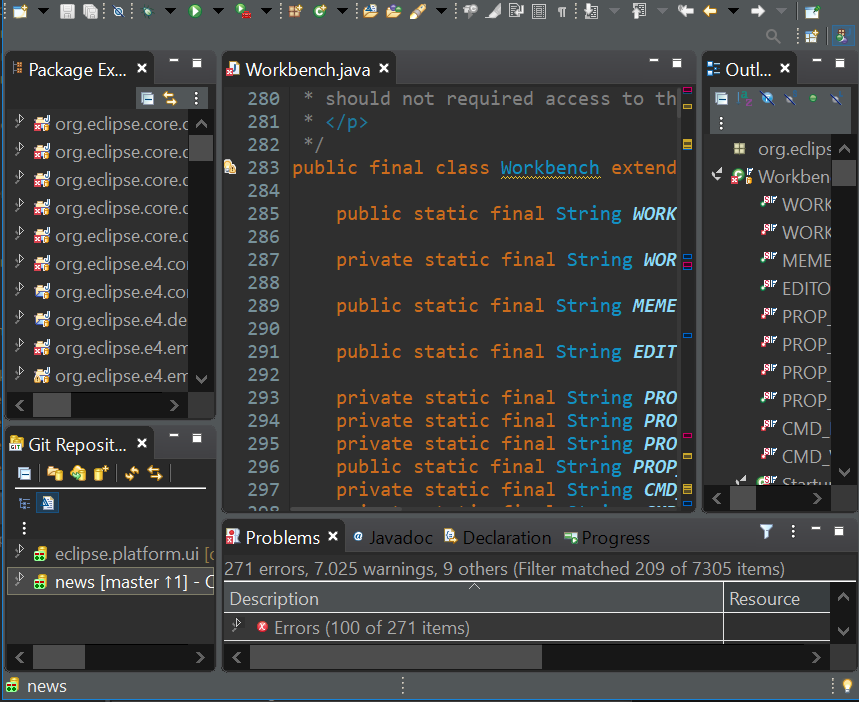 Package Ex...
org.eclipse.core.c
org.eclipse.core.c
org.eclipse.core.c
org.eclipse.core.c
org.eclipse.core.c
org.eclipse.e4.co
org.eclipse.e4.co
org.eclipse.e4.de
org.eclipse.e4.em
org.eclipse.e4.em
Git Reposit...
GIT
eclipse.platform.ui [
news [master ↑1] -
Workbench.java
280 * should not required access to th
281 * </p>
282 */
283 public final class Workbench extend
284
285 public static final String WORK
286
287 private static final String WOR
288
289 public static final String MEME
290
291 public static final String EDIT
292
293 private static final String PRO
294 private static final String PRO
295 private static final String PRO
296 public static final String PROP
297 private static final String CMD
Outl...
org.eclips
Workben
WORK
WORK
MEME
EDITO
PROP_
PROP_
PROP_
PROP_
CMD_
CMD_
Startu
Problems
Javadoc
Declaration
Progress
271 errors, 7.025 warnings, 9 others (Filter matched 209 of 7305 items)
Description Resource
Errors (100 of 271 items)
news